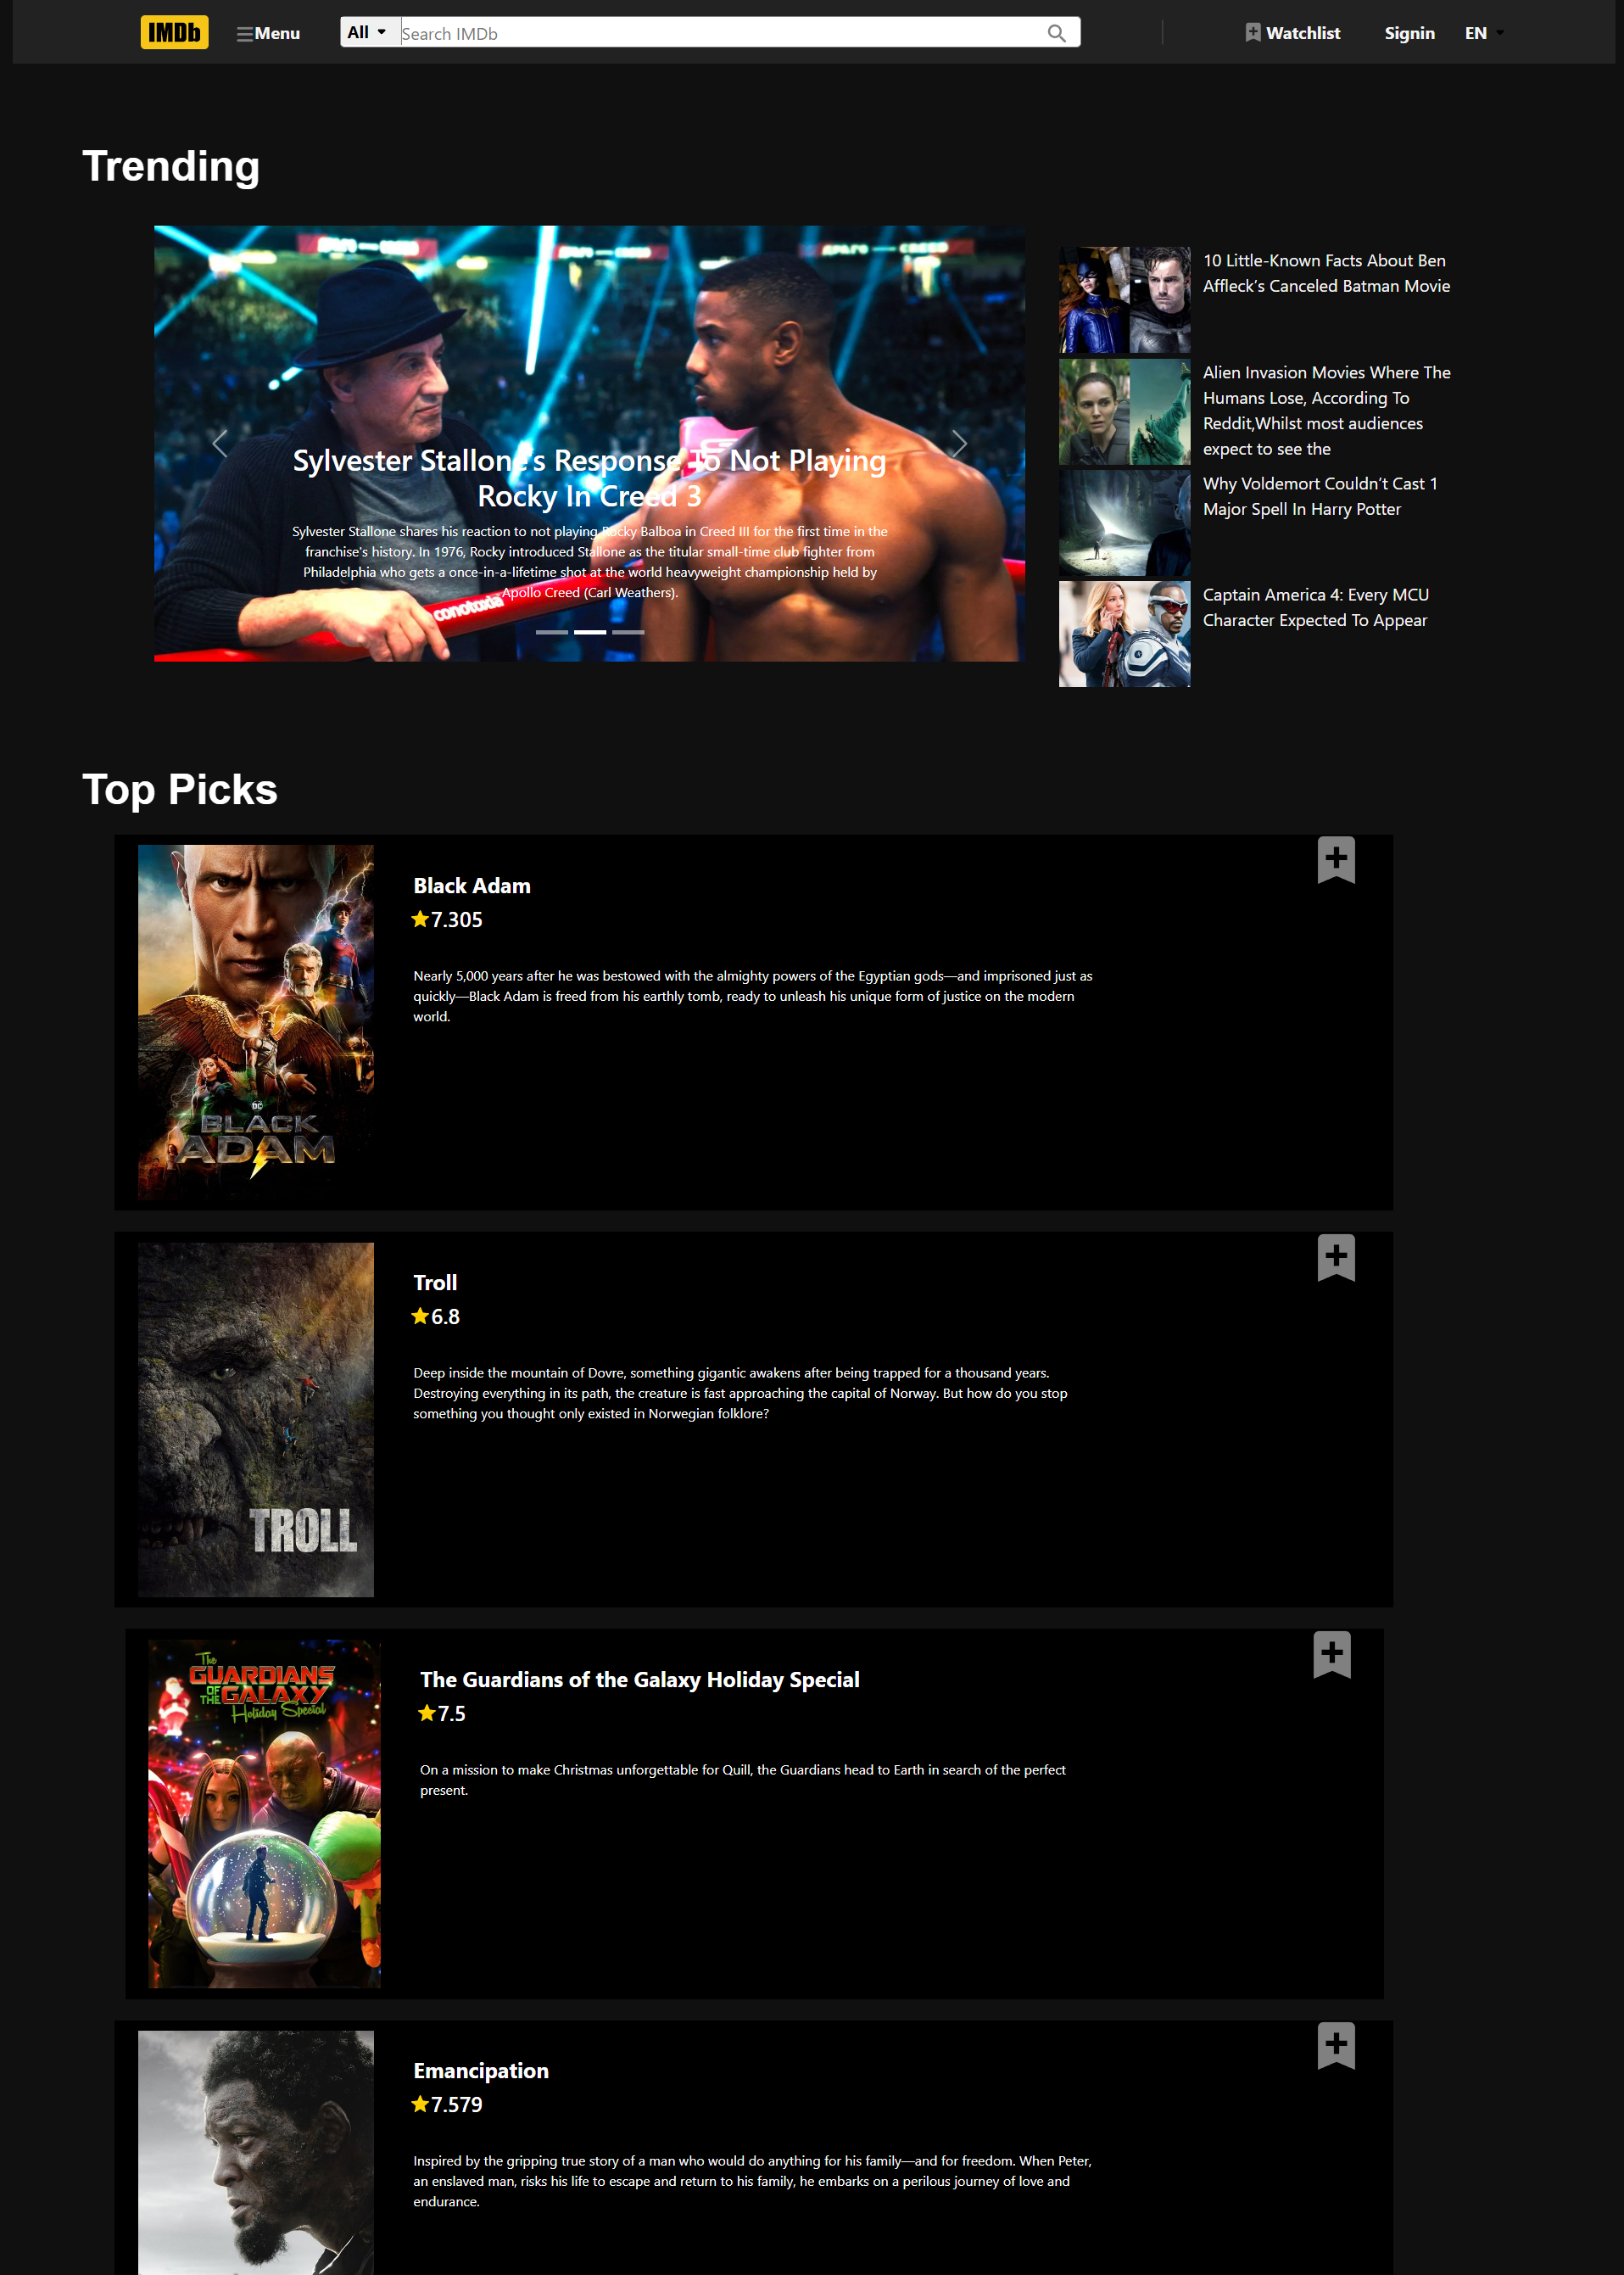 IMDb
Menu
All
Search IMDb
Watchlist
Signin
EN
Trending
Sylvester Stallone's Response To Not Playing
Rocky In Creed 3
Sylvester Stallone shares his reaction to not playing Rocky Balboa in Creed III for the first time in the
franchise's history. In 1976, Rocky introduced Stallone as the titular small-time club fighter from
Philadelphia who gets a once-in-a-lifetime shot at the world heavyweight championship held by
Apollo Creed (Carl Weathers).
conotoxia
10 Little-Known Facts About Ben
Affleck’s Canceled Batman Movie
Alien Invasion Movies Where The
Humans Lose, According To
Reddit,Whilst most audiences
expect to see the
Why Voldemort Couldn’t Cast 1
Major Spell In Harry Potter
Captain America 4: Every MCU
Character Expected To Appear
Top Picks
DC
BLACK
ADAM
Black Adam
7.305
Nearly 5,000 years after he was bestowed with the almighty powers of the Egyptian gods—and imprisoned just as
quickly—Black Adam is freed from his earthly tomb, ready to unleash his unique form of justice on the modern
world.
TROLL
Troll
6.8
Deep inside the mountain of Dovre, something gigantic awakens after being trapped for a thousand years.
Destroying everything in its path, the creature is fast approaching the capital of Norway. But how do you stop
something you thought only existed in Norwegian folklore?
The
GUARDIANS
OF THE GALAXY
Holiday Special
The Guardians of the Galaxy Holiday Special
7.5
On a mission to make Christmas unforgettable for Quill, the Guardians head to Earth in search of the perfect
present.
Emancipation
7.579
Inspired by the gripping true story of a man who would do anything for his family—and for freedom. When Peter,
an enslaved man, risks his life to escape and return to his family, he embarks on a perilous journey of love and
endurance.